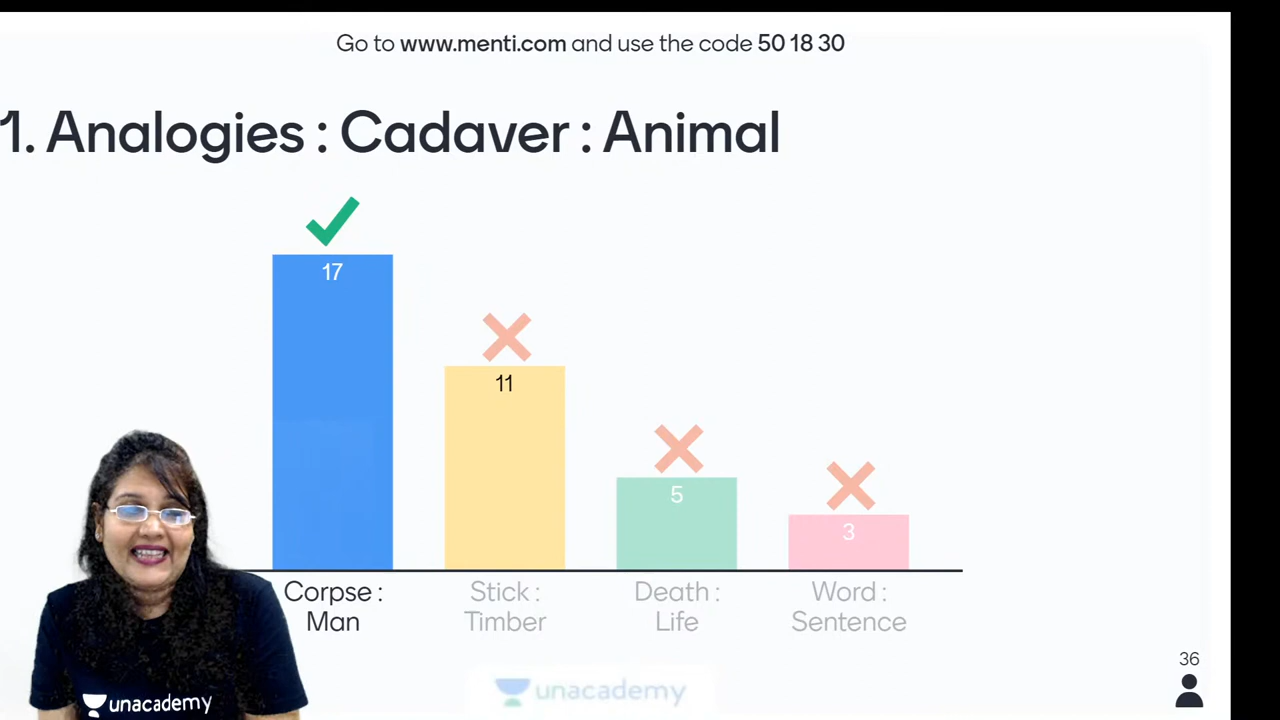 Go to www.menti.com and use the code 50 18 30
1. Analogies : Cadaver : Animal
17
11
5
3
Corpse :
Man
Stick :
Timber
Death :
Life
Word :
Sentence
36
unacademy
unacademy